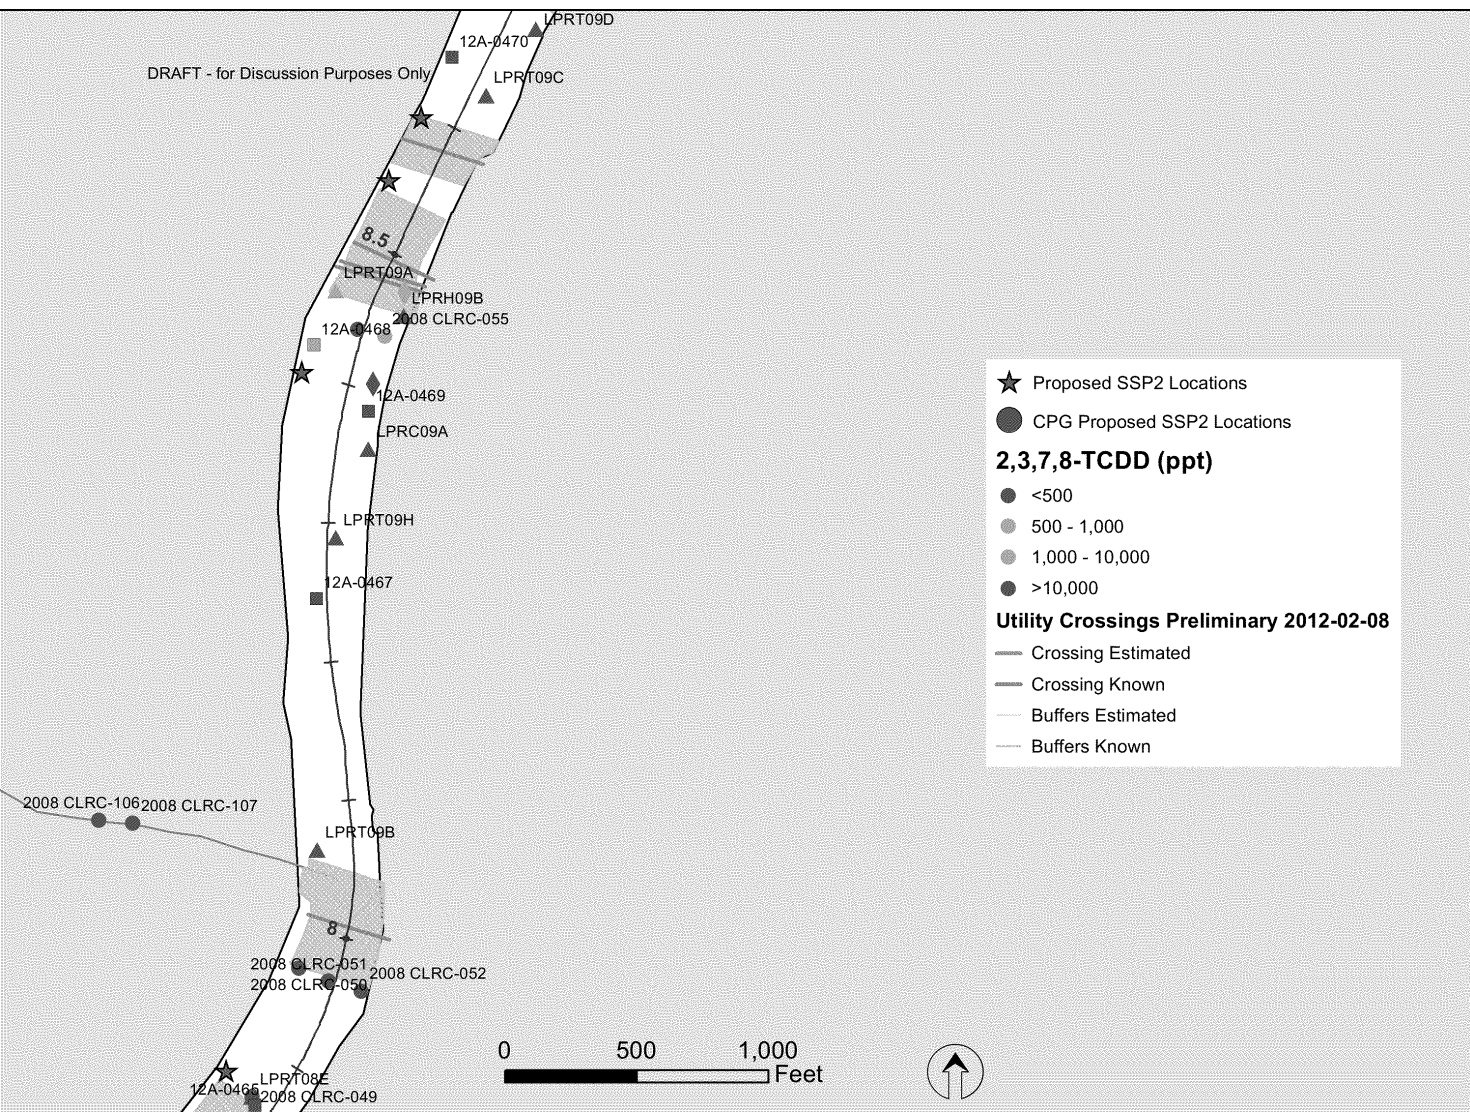 LPRT09D
12A-0470
DRAFT - for Discussion Purposes Only
LPRT09C
8.5
LPRT09A
LPRH09B
2008 CLRC-055
12A-0468
12A-0469
LPRC09A
LPRT09H
12A-0467
2008 CLRC-106
2008 CLRC-107
LPRT09B
8
2008 CLRC-051
2008 CLRC-052
2008 CLRC-050
LPRT08E
12A-0465
2008 CLRC-049
Proposed SSP2 Locations
CPG Proposed SSP2 Locations
2,3,7,8-TCDD (ppt)
<500
500 - 1,000
1,000 - 10,000
>10,000
Utility Crossings Preliminary 2012-02-08
Crossing Estimated
Crossing Known
Buffers Estimated
Buffers Known
0 500 1,000
Feet